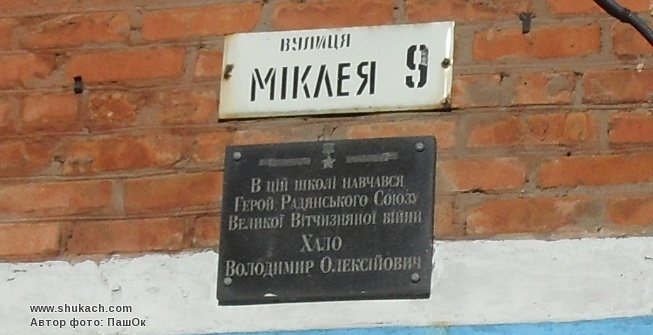 ВУЛИЦЯ
МІКЛЕЯ 9
В ЦІЙ ШКОЛІ НАВЧАВСЯ
ГЕРОЙ РАДЯНСЬКОГО СОЮЗУ
ВЕЛИКОЇ ВІТЧИЗНЯНОЇ ВІЙНИ
ХАЛО
ВОЛОДИМИР ОЛЕКСІЙОВИЧ
www.shukach.com
Автор фото: ПашОк